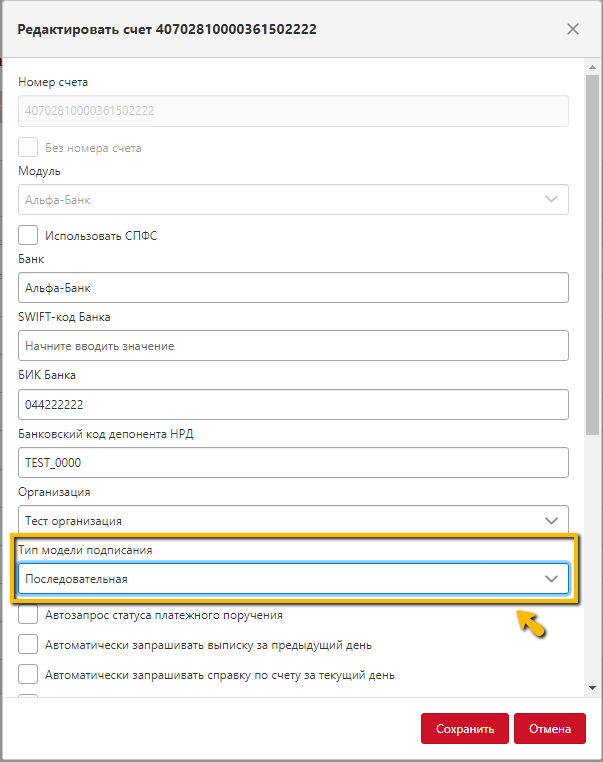 Редактировать счет 40702810000361502222
Номер счета
40702810000361502222
Без номера счета
Модуль
Альфа-Банк
Использовать СПФС
Банк
Альфа-Банк
SWIFT-код Банка
Начните вводить значение
БИК Банка
044222222
Банковский код депонента НРД
TEST_0000
Организация
Тест организация
Тип модели подписания
Последовательная
Автозапрос статуса платежного поручения
Автоматически запрашивать выписку за предыдущий день
Автоматически запрашивать справку по счету за текущий день
Сохранить
Отмена